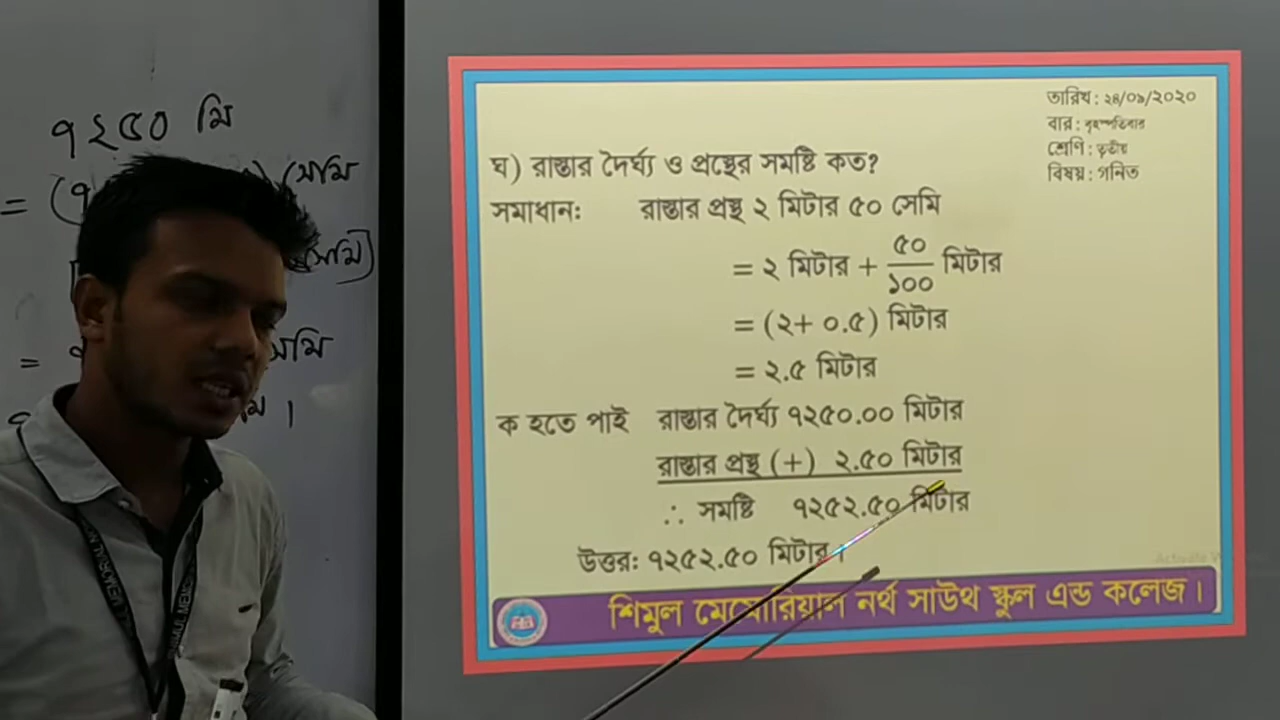 ৭২৫০ মি
= (৭ ) সেমি
সেমি]
= ৭ সেমি
তারিখ : ২৪/০৯/২০২০
বার : বৃহস্পতিবার
শ্রেণি : তৃতীয়
বিষয় : গনিত
ঘ) রাস্তার দৈর্ঘ্য ও প্রস্থের সমষ্টি কত?
সমাধানঃ রাস্তার প্রস্থ ২ মিটার ৫০ সেমি
= ২ মিটার + ৫০/১০০ মিটার
= (২+ ০.৫) মিটার
= ২.৫ মিটার
ক হতে পাই রাস্তার দৈর্ঘ্য ৭২৫০.০০ মিটার
রাস্তার প্রস্থ (+) ২.৫০ মিটার
∴ সমষ্টি ৭২৫২.৫০ মিটার
উত্তরঃ ৭২৫২.৫০ মিটার।
শিমুল মেমোরিয়াল নর্থ সাউথ স্কুল এন্ড কলেজ।